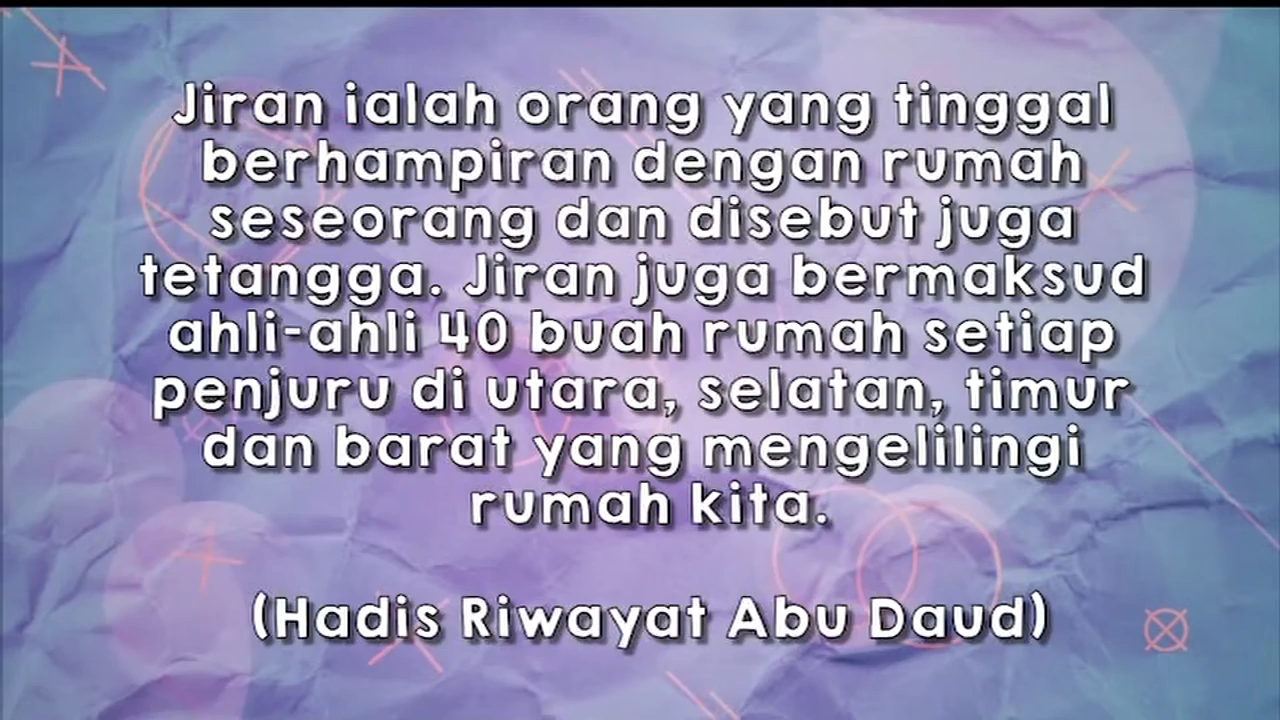 Jiran ialah orang yang tinggal
berhampiran dengan rumah
seseorang dan disebut juga
tetangga. Jiran juga bermaksud
ahli-ahli 40 buah rumah setiap
penjuru di utara, selatan, timur
dan barat yang mengelilingi
rumah kita.
(Hadis Riwayat Abu Daud)